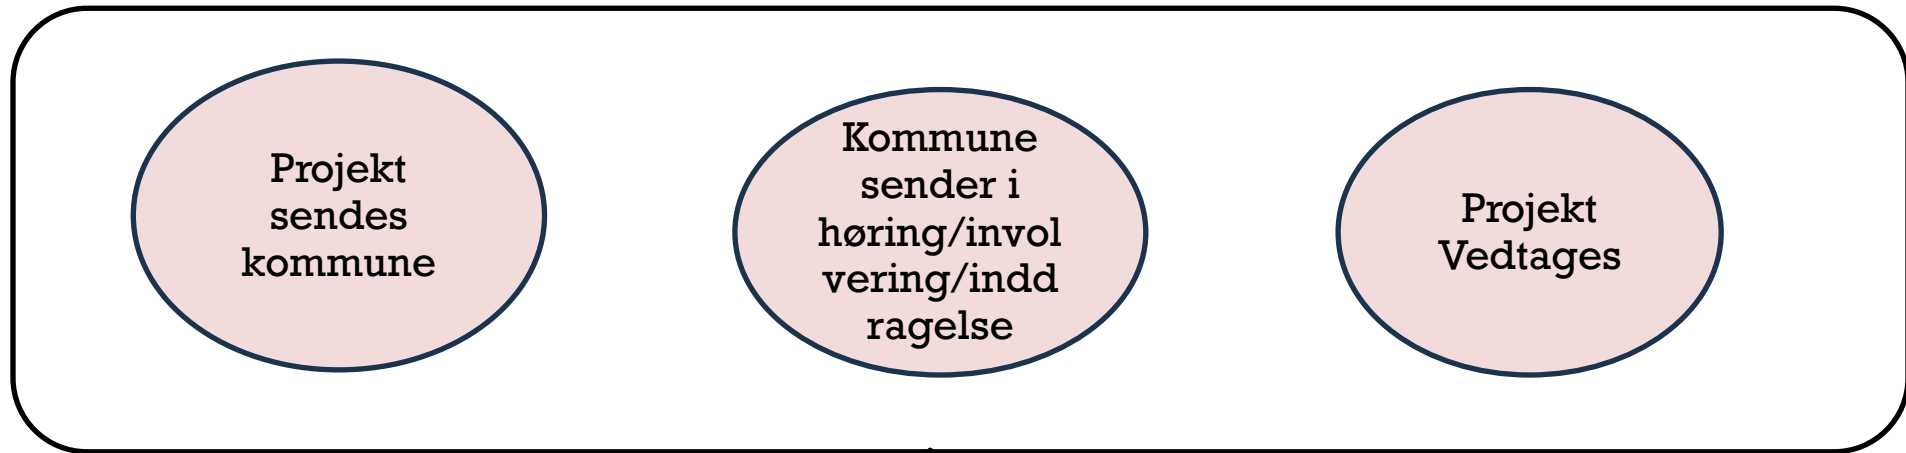 Projekt
sendes
kommune
Kommune
sender i
høring/invol
vering/indd
ragelse
Projekt
Vedtages